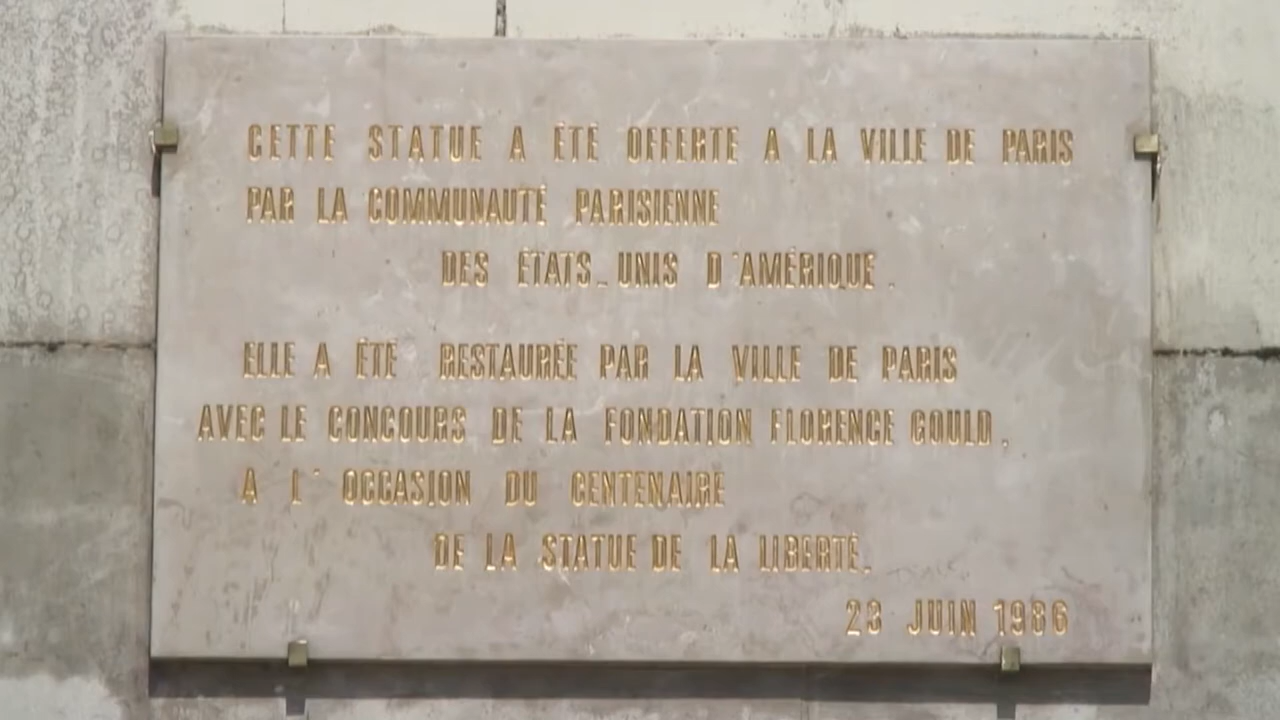 CETTE STATUE A ÉTÉ OFFERTE A LA VILLE DE PARIS
PAR LA COMMUNAUTÉ PARISIENNE
DES ÉTATS-UNIS D'AMÉRIQUE.
ELLE A ÉTÉ RESTAURÉE PAR LA VILLE DE PARIS
AVEC LE CONCOURS DE LA FONDATION FLORENCE GOULD.
A L'OCCASION DU CENTENAIRE
DE LA STATUE DE LA LIBERTÉ.
23 JUIN 1986